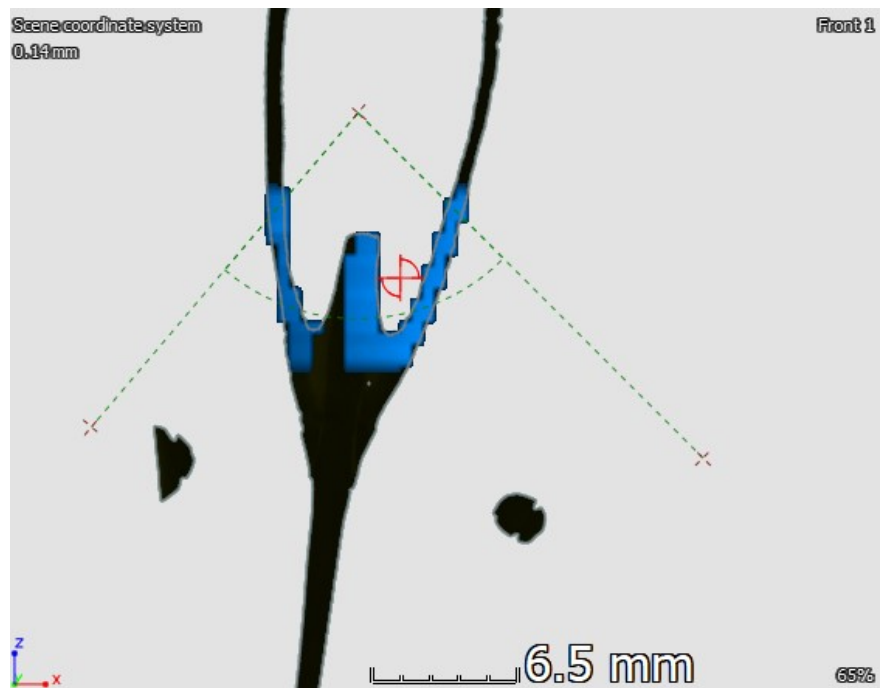 Scene coordinate system
Front 1
0.14 mm
6.5 mm
65%
z
y
x